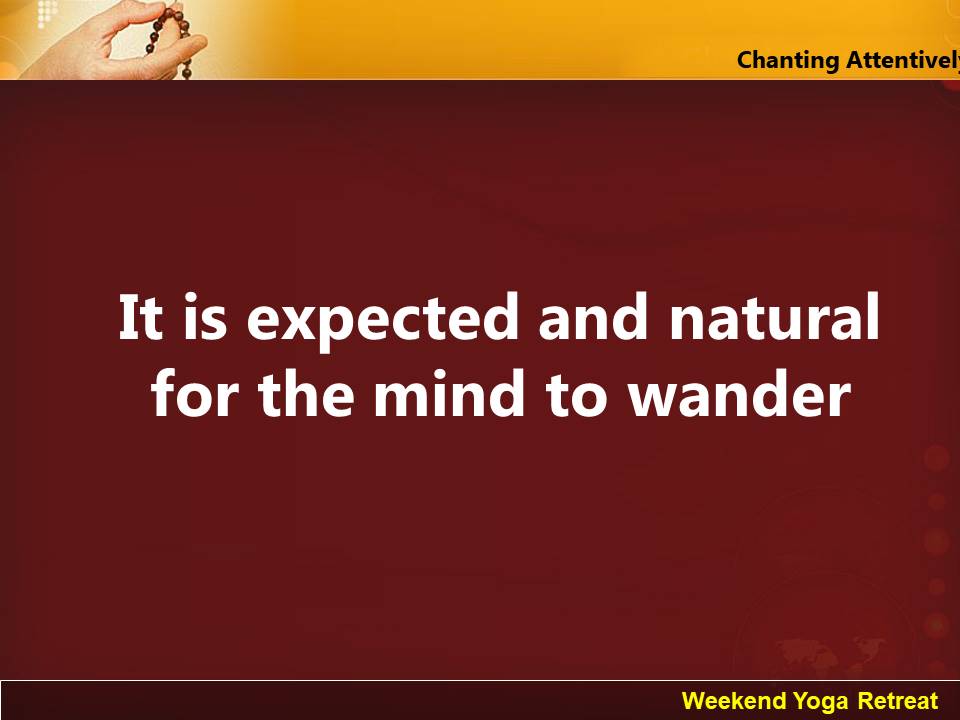 Chanting Attentively
It is expected and natural
for the mind to wander
Weekend Yoga Retreat